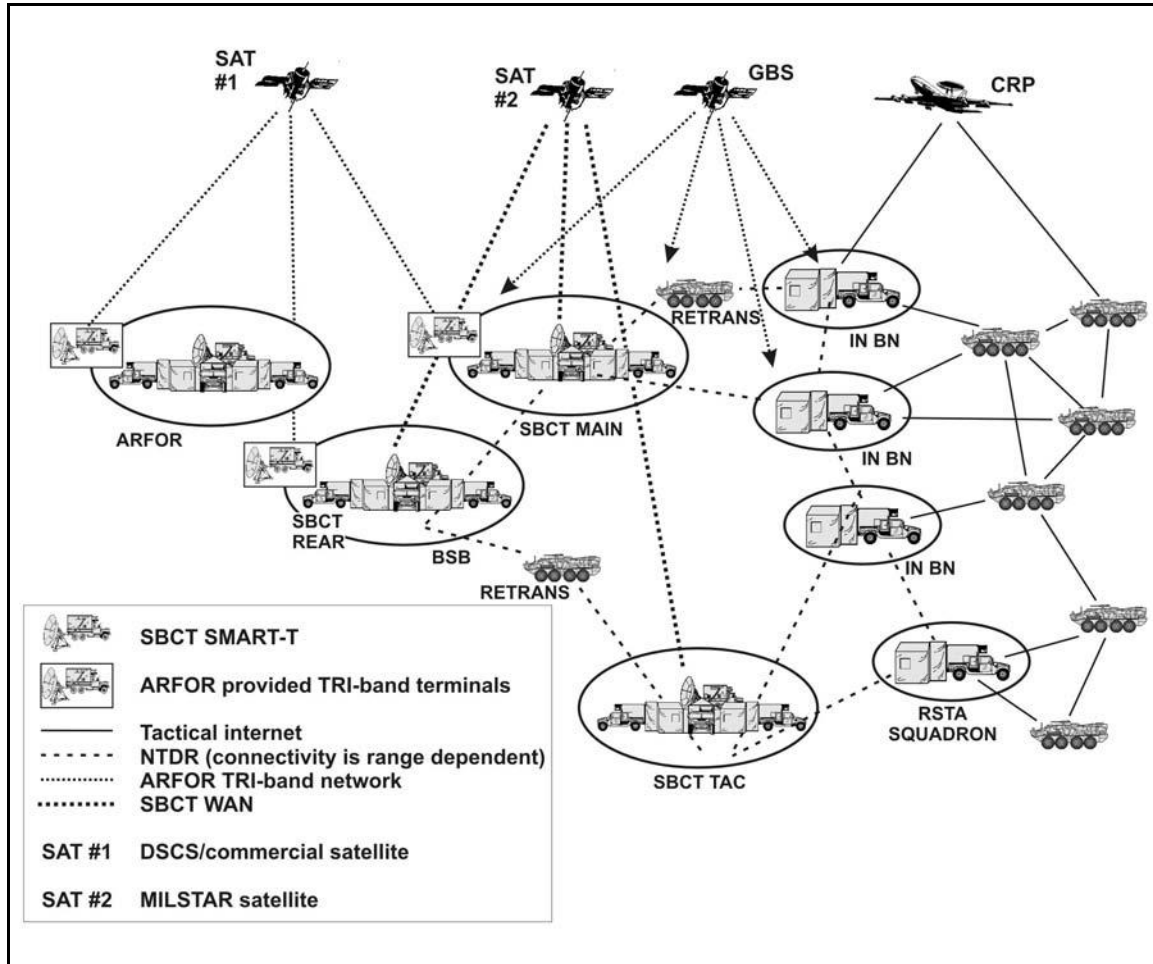 SAT
#1
SAT
#2
GBS
CRP
RETRANS
IN BN
ARFOR
SBCT MAIN
IN BN
SBCT
REAR
BSB
IN BN
RETRANS
RSTA
SQUADRON
SBCT TAC
SBCT SMART-T
ARFOR provided TRI-band terminals
Tactical internet
NTDR (connectivity is range dependent)
ARFOR TRI-band network
SBCT WAN
SAT #1 DSCS/commercial satellite
SAT #2 MILSTAR satellite